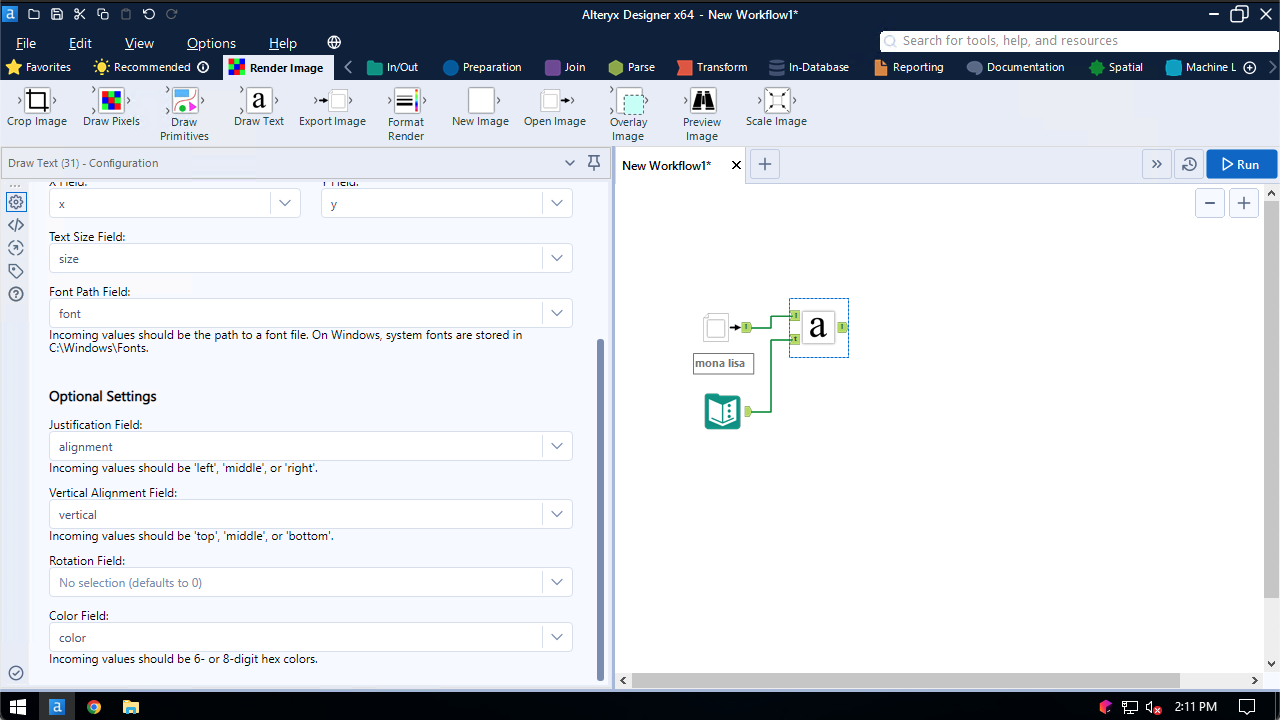 Alteryx Designer x64 - New Workflow1*
File Edit View Options Help
Search for tools, help, and resources
Favorites Recommended Render Image In/Out Preparation Join Parse Transform In-Database Reporting Documentation Spatial Machine L
Crop Image Draw Pixels Draw Primitives Draw Text Export Image Format Render New Image Open Image Overlay Image Preview Image Scale Image
Draw Text (31) - Configuration
New Workflow1*
Run
X Field: Y Field:
x y
Text Size Field:
size
Font Path Field:
font
Incoming values should be the path to a font file. On Windows, system fonts are stored in
C:\Windows\Fonts.
Optional Settings
Justification Field:
alignment
Incoming values should be 'left', 'middle', or 'right'.
Vertical Alignment Field:
vertical
Incoming values should be 'top', 'middle', or 'bottom'.
Rotation Field:
No selection (defaults to 0)
Color Field:
color
Incoming values should be 6- or 8-digit hex colors.
a
mona lisa
2:11 PM